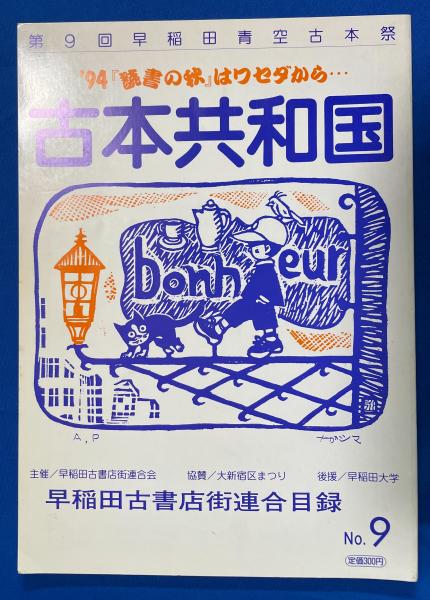 第9回早稲田青空古本祭
'94『読書の秋』はワセダから…
古本共和国
bonheur
A,P
ナガシマ
主催／早稲田古書店街連合会 協賛／大新宿区まつり 後援／早稲田大学
早稲田古書店街連合目録
No.9
定価300円